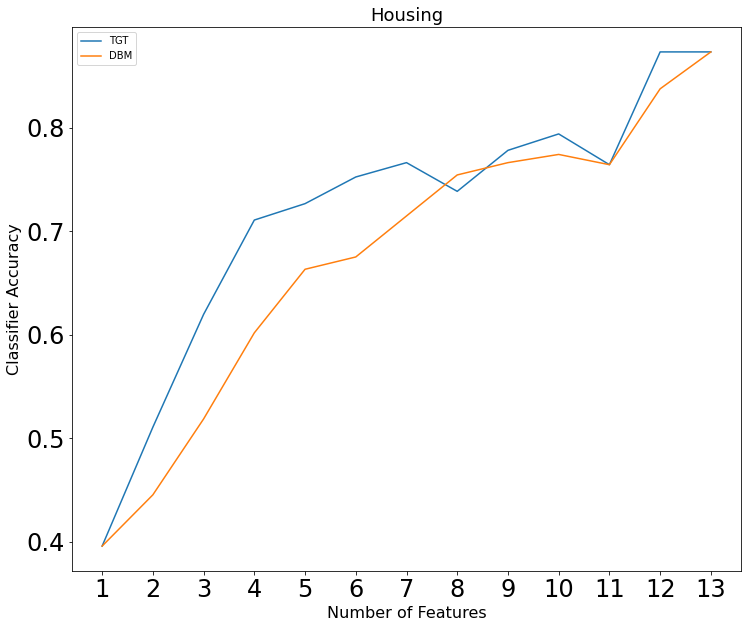 Housing
TGT
DBM
0.8
0.7
0.6
0.5
0.4
Classifier Accuracy
1 2 3 4 5 6 7 8 9 10 11 12 13
Number of Features